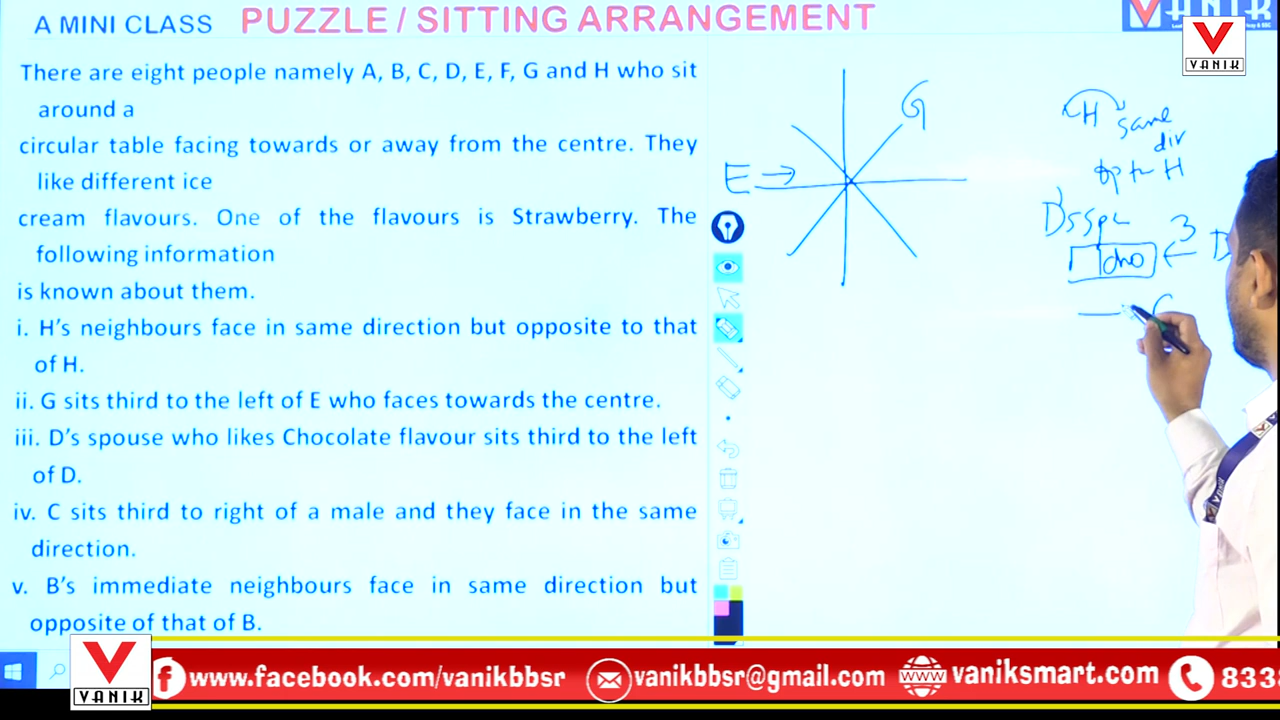 A MINI CLASS PUZZLE / SITTING ARRANGEMENT
VANIK
There are eight people namely A, B, C, D, E, F, G and H who sit
around a
circular table facing towards or away from the centre. They
like different ice
cream flavours. One of the flavours is Strawberry. The
following information
is known about them.
i. H's neighbours face in same direction but opposite to that
of H.
ii. G sits third to the left of E who faces towards the centre.
iii. D's spouse who likes Chocolate flavour sits third to the left
of D.
iv. C sits third to right of a male and they face in the same
direction.
v. B's immediate neighbours face in same direction but
opposite of that of B.
G
E →
H same
dir
H
3
D
C
VANIK
www.facebook.com/vanikbbsr
vanikbbsr@gmail.com
www
vaniksmart.com
833